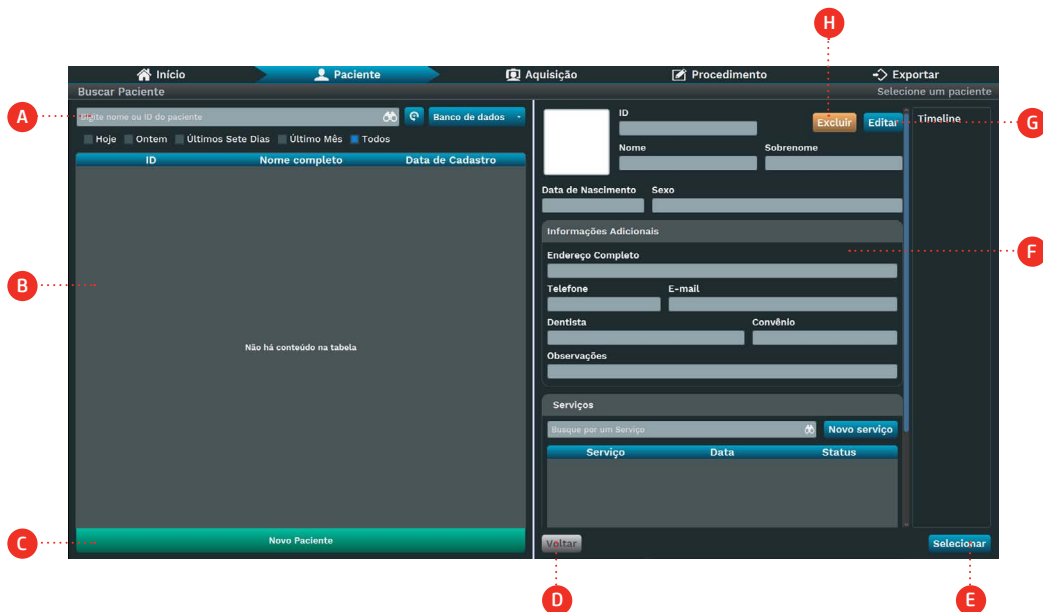 H
Início
Paciente
Aquisição
Procedimento
Exportar
Buscar Paciente
Selecione um paciente
A
Digite nome ou ID do paciente
Banco de dados
Hoje
Ontem
Últimos Sete Dias
Último Mês
Todos
ID
Nome completo
Data de Cadastro
Não há conteúdo na tabela
B
Novo Paciente
C
ID
Excluir
Editar
Timeline
G
Nome
Sobrenome
Data de Nascimento
Sexo
Informações Adicionais
F
Endereço Completo
Telefone
E-mail
Dentista
Convênio
Observações
Serviços
Busque por um Serviço
Novo serviço
Serviço
Data
Status
Voltar
Selecionar
D
E